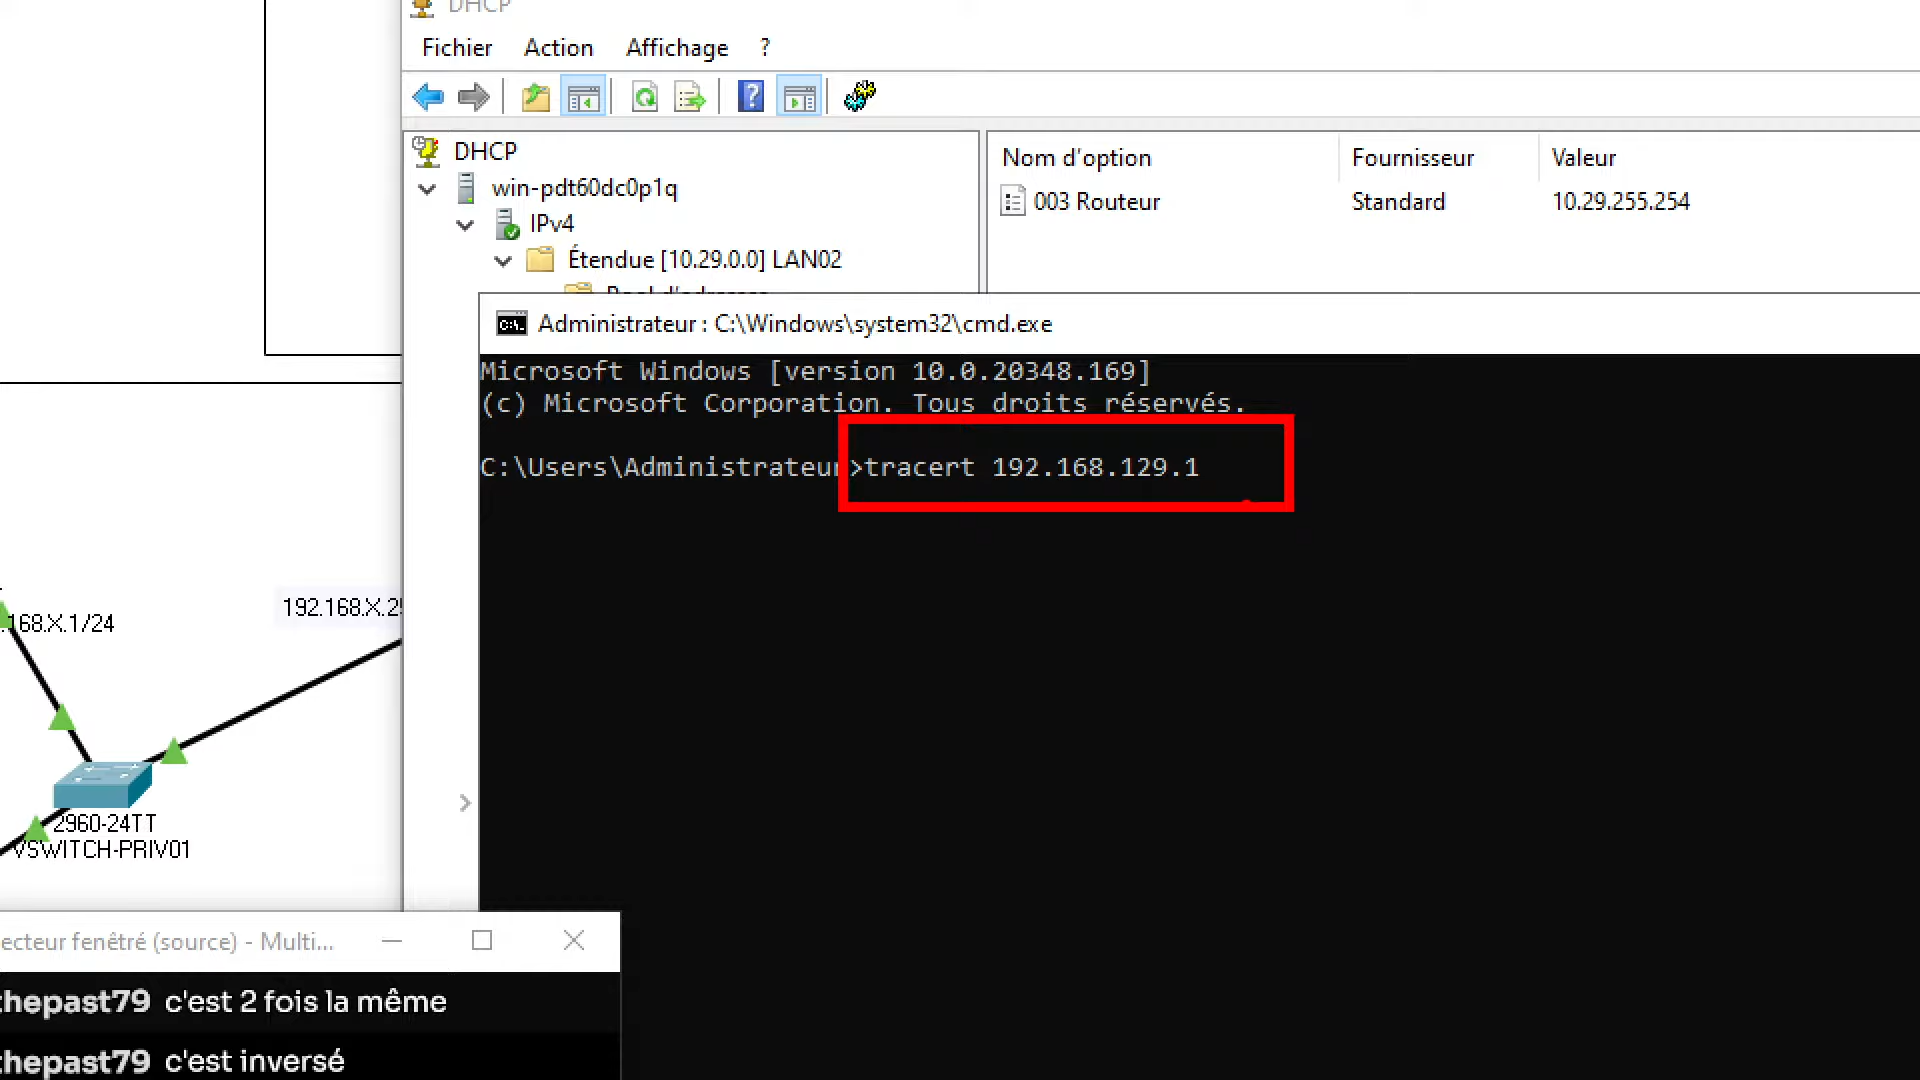 DHCP
Fichier Action Affichage ?
DHCP
win-pdt60dc0p1q
IPv4
Étendue [10.29.0.0] LAN02
Nom d'option Fournisseur Valeur
003 Routeur Standard 10.29.255.254
Administrateur : C:\Windows\system32\cmd.exe
Microsoft Windows [version 10.0.20348.169]
(c) Microsoft Corporation. Tous droits réservés.
C:\Users\Administrateur>tracert 192.168.129.1
.168.X.1/24
192.168.X.2
2960-24TT
VSWITCH-PRIV01
ecteur fenêtré (source) - Multi...
thepast79 c'est 2 fois la même
thepast79 c'est inversé